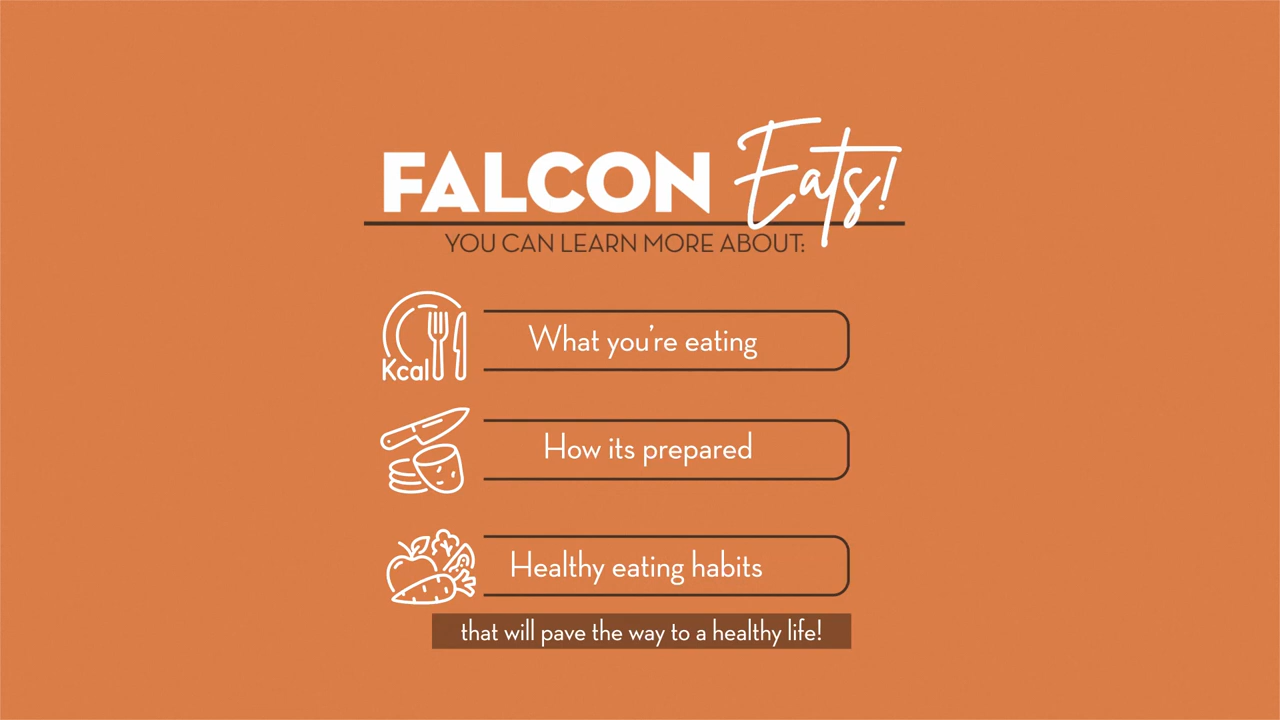 FALCON Eats!
YOU CAN LEARN MORE ABOUT:
Kcal
What you're eating
How its prepared
Healthy eating habits
that will pave the way to a healthy life!